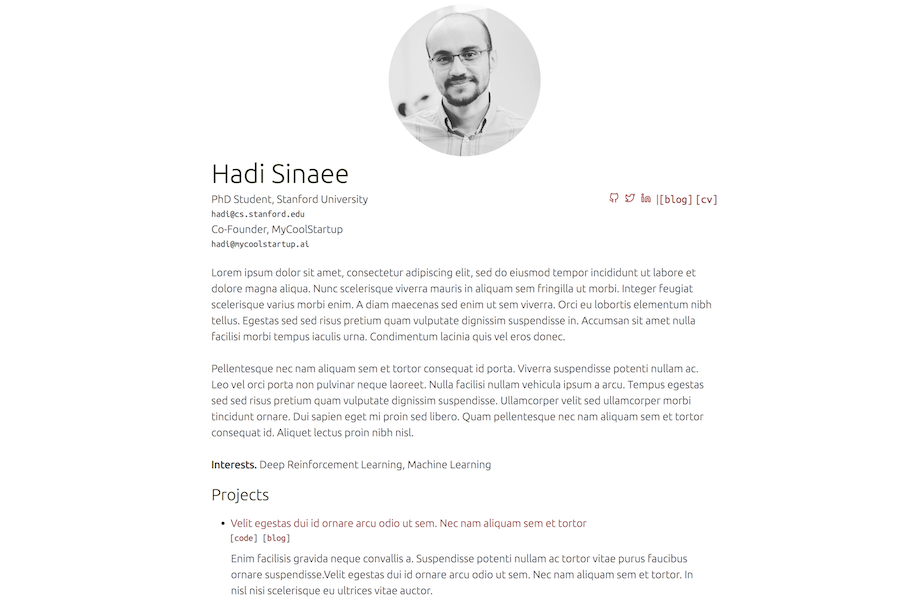 Hadi Sinaee
PhD Student, Stanford University
|[blog] [cv]
hadi@cs.stanford.edu
Co-Founder, MyCoolStartup
hadi@mycoolstartup.ai
Lorem ipsum dolor sit amet, consectetur adipiscing elit, sed do eiusmod tempor incididunt ut labore et
dolore magna aliqua. Nunc scelerisque viverra mauris in aliquam sem fringilla ut morbi. Integer feugiat
scelerisque varius morbi enim. A diam maecenas sed enim ut sem viverra. Orci eu lobortis elementum nibh
tellus. Egestas sed sed risus pretium quam vulputate dignissim suspendisse in. Accumsan sit amet nulla
facilisi morbi tempus iaculis urna. Condimentum lacinia quis vel eros donec.
Pellentesque nec nam aliquam sem et tortor consequat id porta. Viverra suspendisse potenti nullam ac.
Leo vel orci porta non pulvinar neque laoreet. Nulla facilisi nullam vehicula ipsum a arcu. Tempus egestas
sed sed risus pretium quam vulputate dignissim suspendisse. Ullamcorper velit sed ullamcorper morbi
tincidunt ornare. Dui sapien eget mi proin sed libero. Quam pellentesque nec nam aliquam sem et tortor
consequat id. Aliquet lectus proin nibh nisl.
Interests. Deep Reinforcement Learning, Machine Learning
Projects
• Velit egestas dui id ornare arcu odio ut sem. Nec nam aliquam sem et tortor
[code] [blog]
Enim facilisis gravida neque convallis a. Suspendisse potenti nullam ac tortor vitae purus faucibus
ornare suspendisse.Velit egestas dui id ornare arcu odio ut sem. Nec nam aliquam sem et tortor. In
nisl nisi scelerisque eu ultrices vitae auctor.